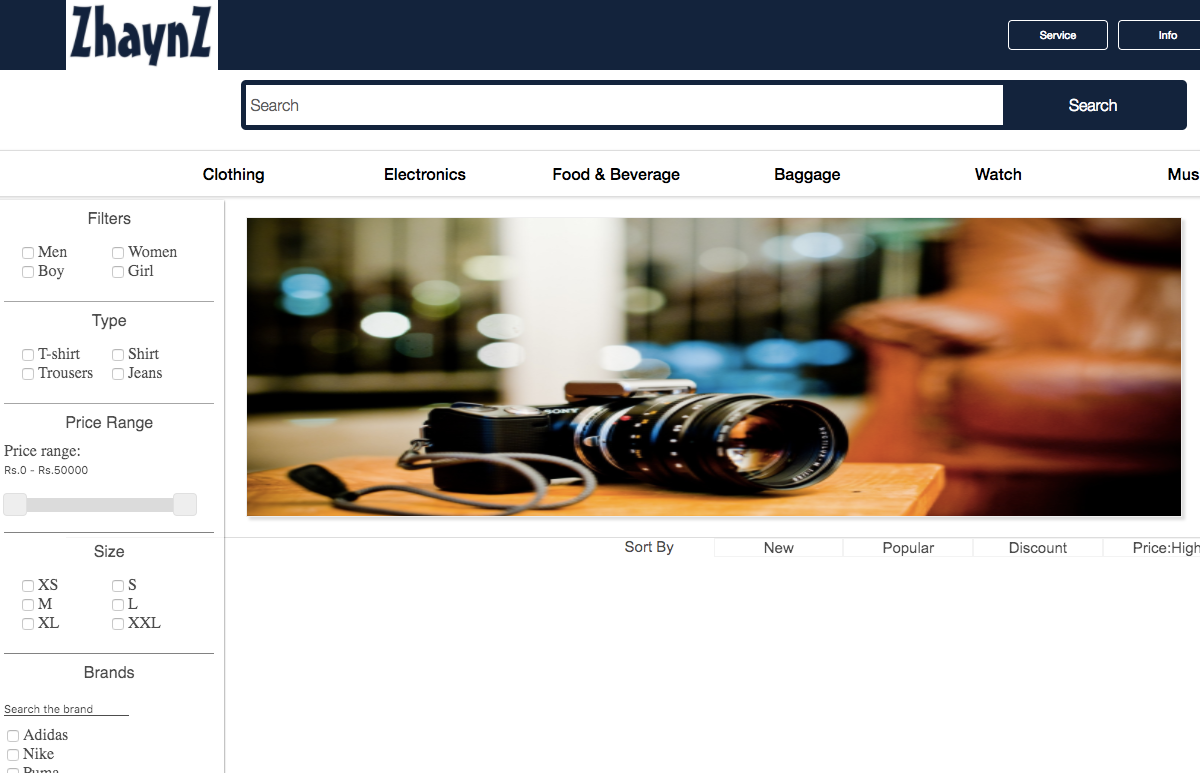 ZhaynZ
Service Info
Search Search
Clothing Electronics Food & Beverage Baggage Watch Mus
Filters
Men Women
Boy Girl
Type
T-shirt Shirt
Trousers Jeans
Price Range
Price range:
Rs.0 - Rs.50000
SONY
Sort By New Popular Discount Price:High
Size
XS S
M L
XL XXL
Brands
Search the brand
Adidas
Nike
Puma